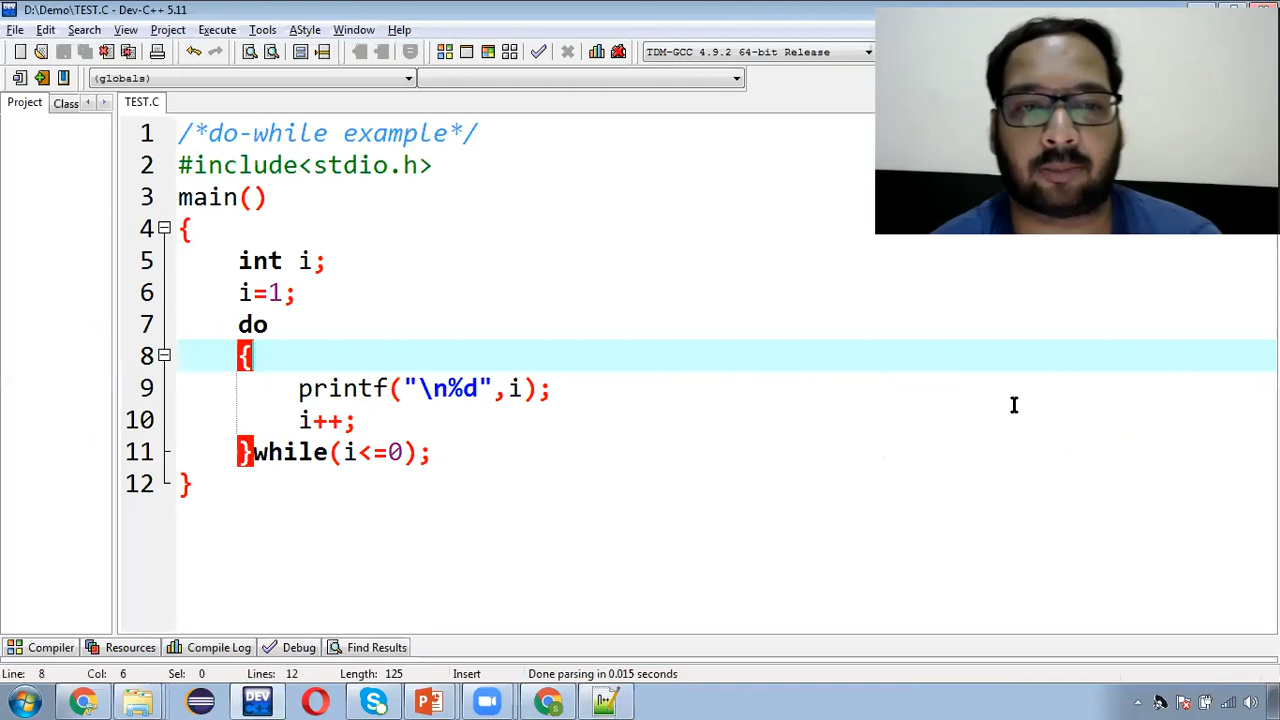 D:\Demo\TEST.C - Dev-C++ 5.11
File Edit Search View Project Execute Tools AStyle Window Help
TDM-GCC 4.9.2 64-bit Release
(globals)
Project Class TEST.C
1 /*do-while example*/
2 #include<stdio.h>
3 main()
4 {
5 int i;
6 i=1;
7 do
8 {
9 printf("\n%d",i);
10 i++;
11 }while(i<=0);
12 }
Compiler Resources Compile Log Debug Find Results
Line: 8 Col: 6 Sel: 0 Lines: 12 Length: 125 Insert Done parsing in 0.015 seconds
DEV